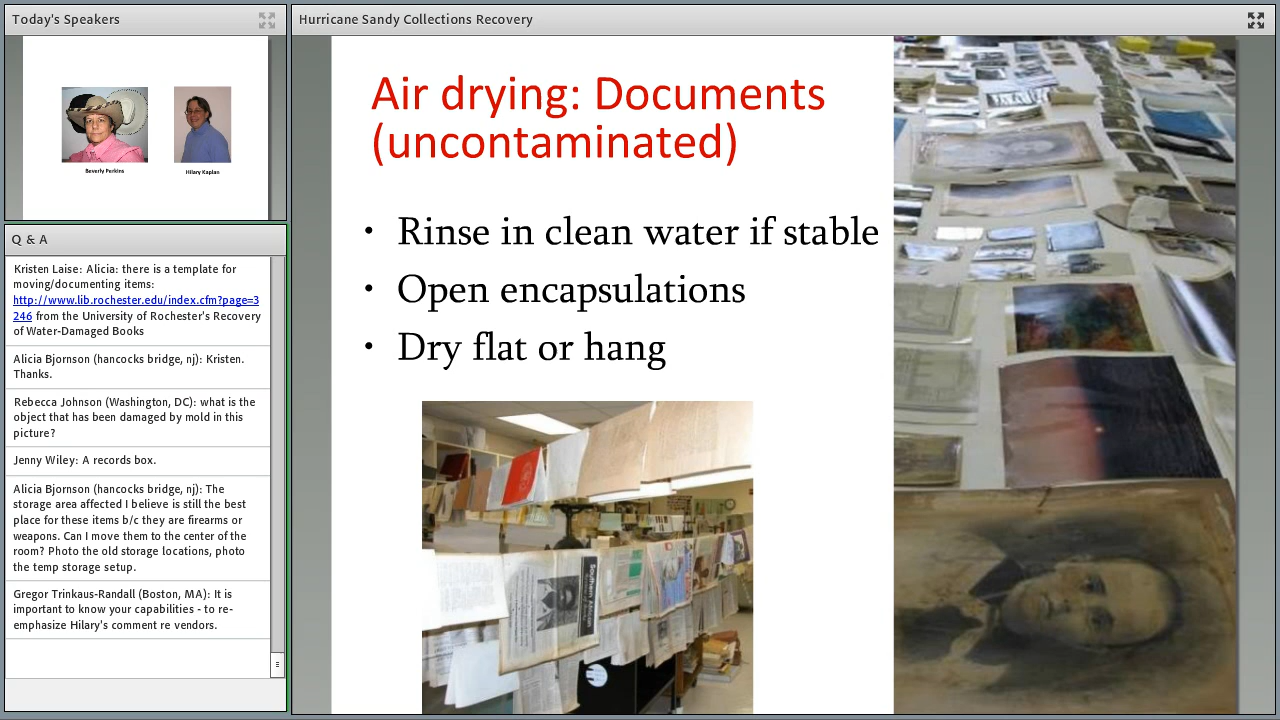 Today's Speakers
Beverly Perkins
Hilary Kaplan
Q & A
Kristen Laise: Alicia: there is a template for
moving/documenting items:
http://www.lib.rochester.edu/index.cfm?page=3
246 from the University of Rochester's Recovery
of Water-Damaged Books
Alicia Bjornson (hancocks bridge, nj): Kristen.
Thanks.
Rebecca Johnson (Washington, DC): what is the
object that has been damaged by mold in this
picture?
Jenny Wiley: A records box.
Alicia Bjornson (hancocks bridge, nj): The
storage area affected I believe is still the best
place for these items b/c they are firearms or
weapons. Can I move them to the center of the
room? Photo the old storage locations, photo
the temp storage setup.
Gregor Trinkaus-Randall (Boston, MA): It is
important to know your capabilities - to re-
emphasize Hilary's comment re vendors.
Hurricane Sandy Collections Recovery
Air drying: Documents
(uncontaminated)
• Rinse in clean water if stable
• Open encapsulations
• Dry flat or hang
Southern African